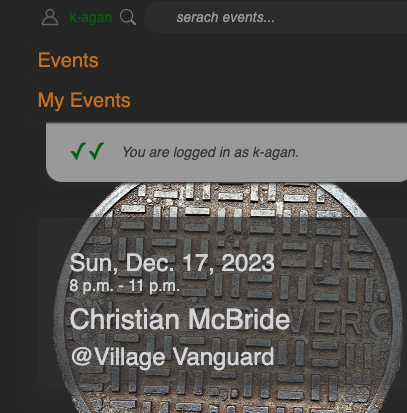 k-agan serach events...
Events
My Events
You are logged in as k-agan.
Sun, Dec. 17, 2023
8 p.m. - 11 p.m.
Christian McBride
@Village Vanguard